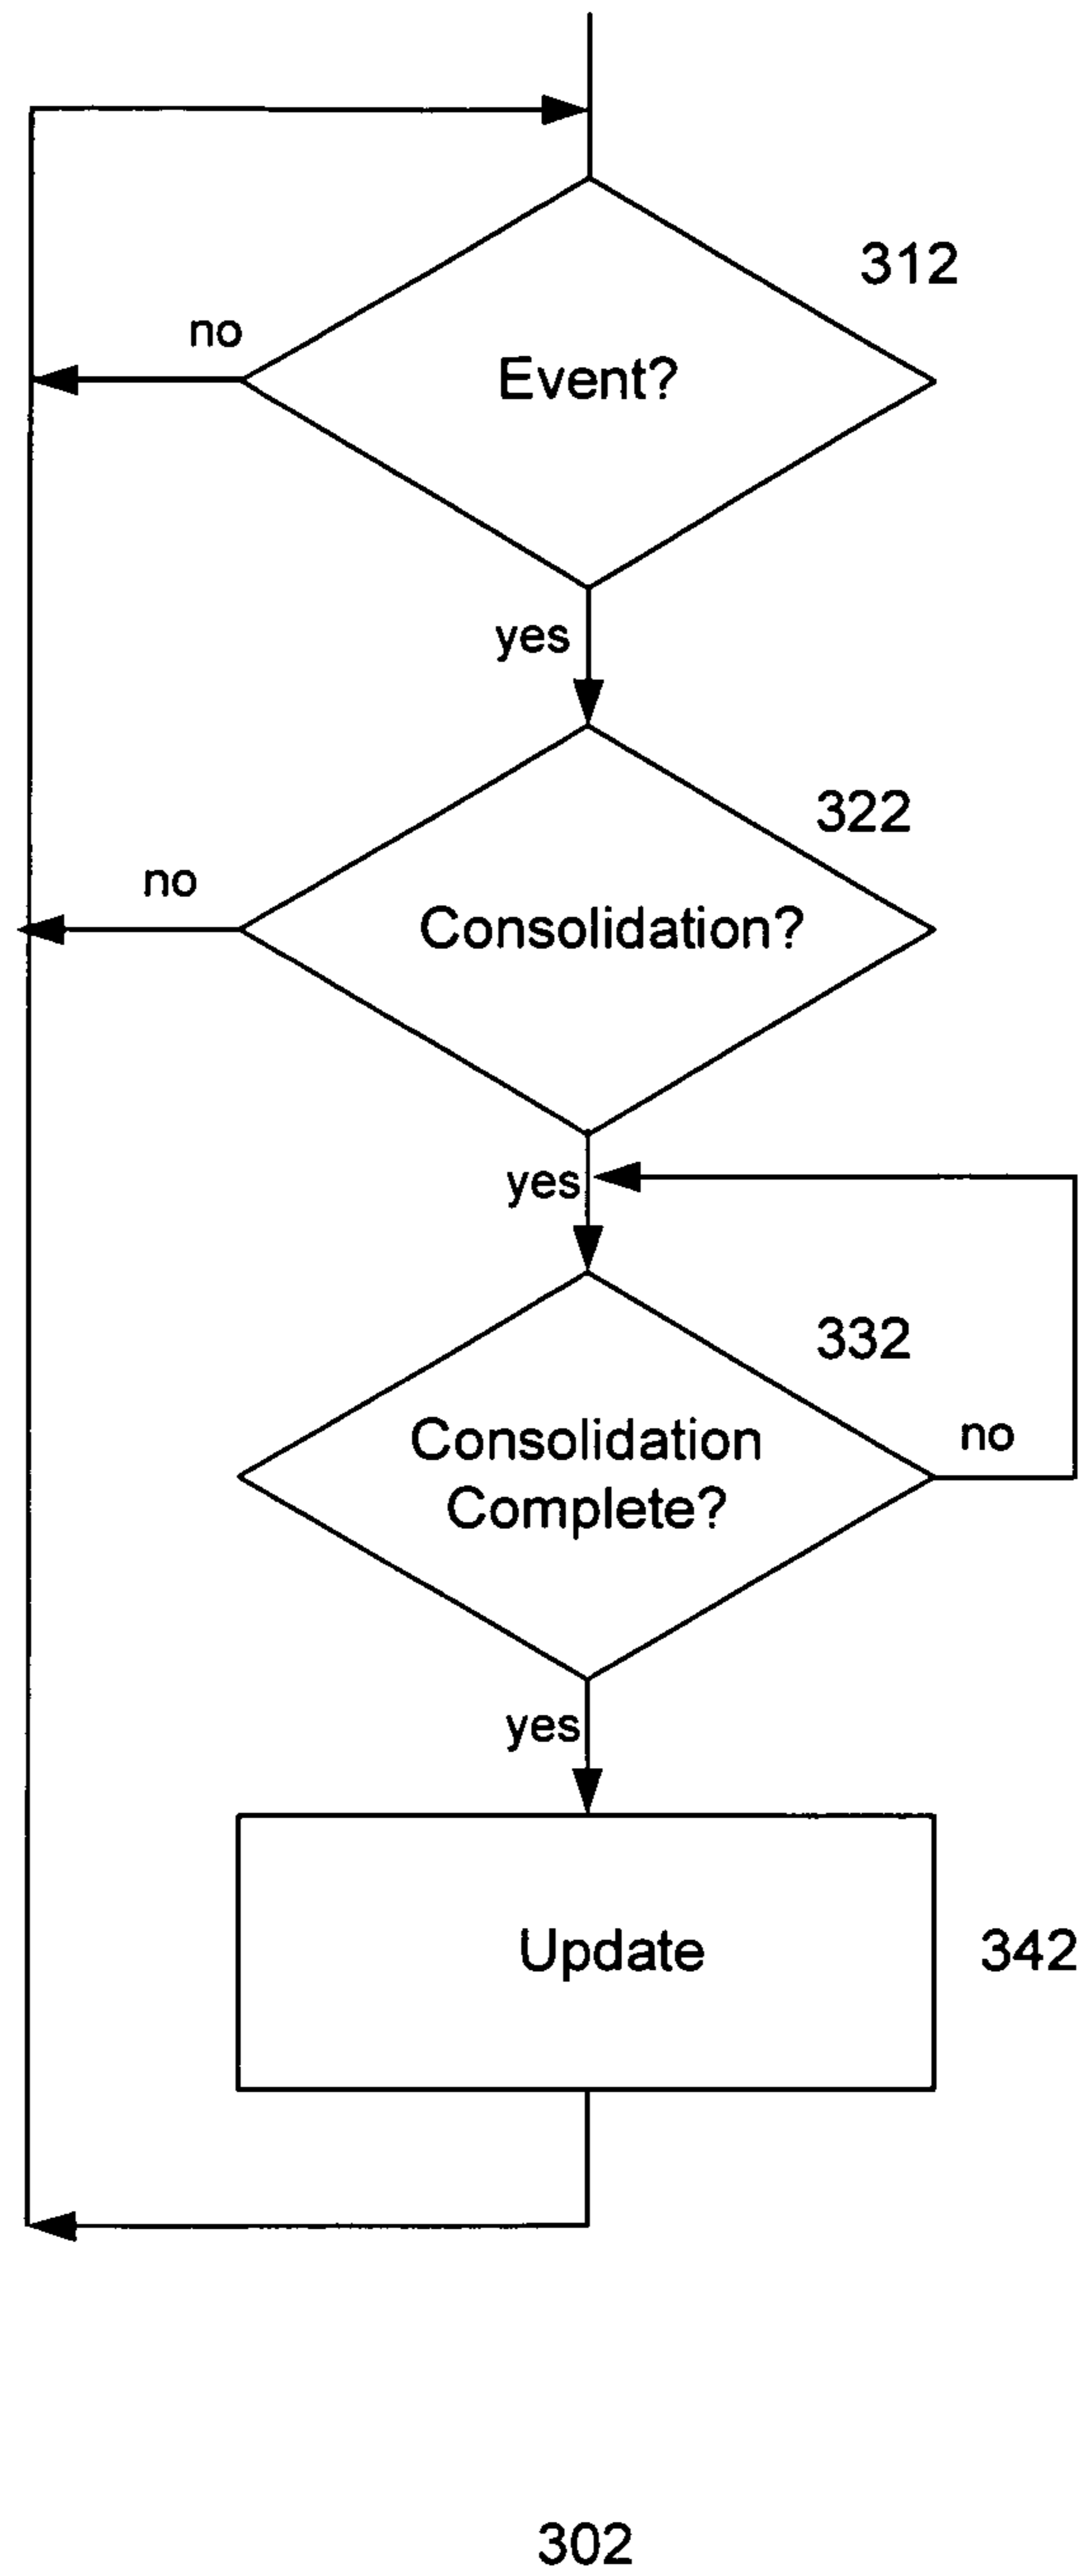 312
no
Event?
yes
322
no
Consolidation?
yes
332
Consolidation
Complete?
no
yes
Update
342
302